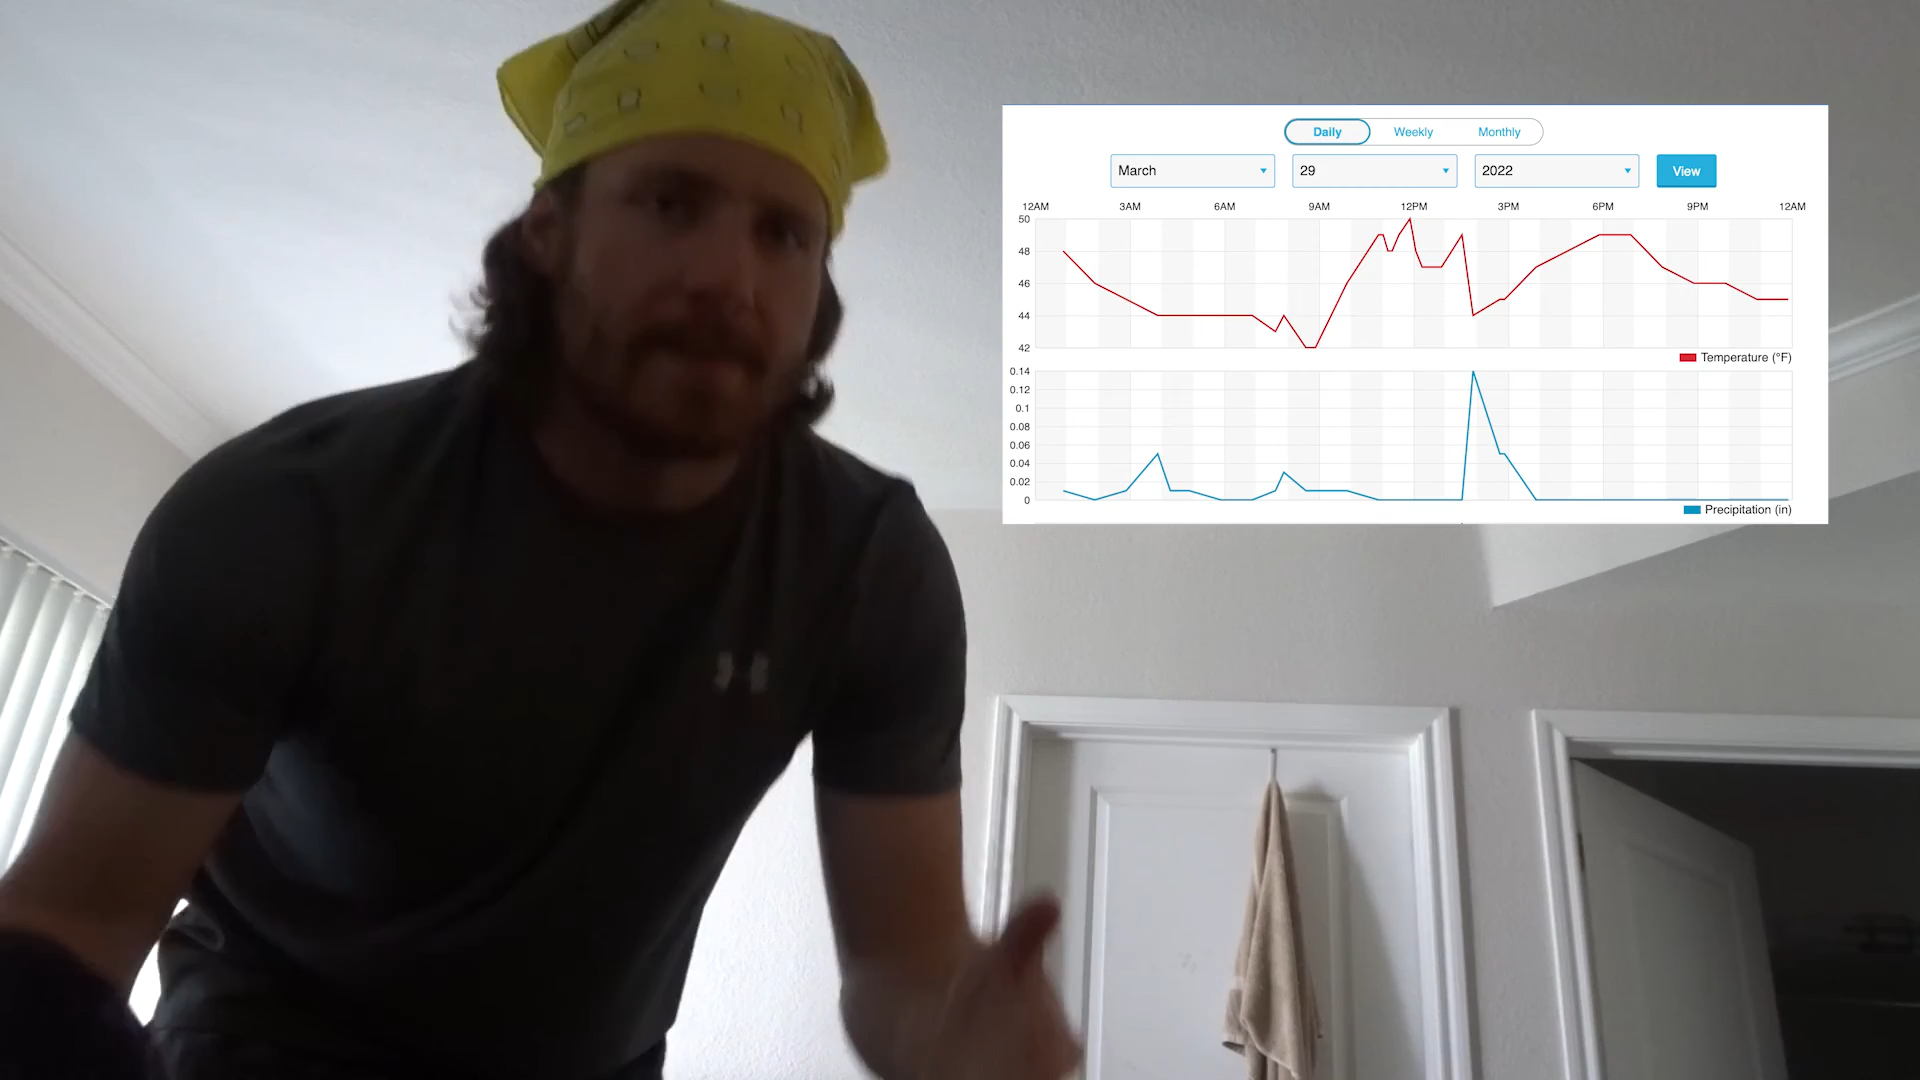 Daily Weekly Monthly
March 29 2022 View
12AM 3AM 6AM 9AM 12PM 3PM 6PM 9PM 12AM
50
48
46
44
42
Temperature (°F)
0.14
0.12
0.1
0.08
0.06
0.04
0.02
0
Precipitation (in)